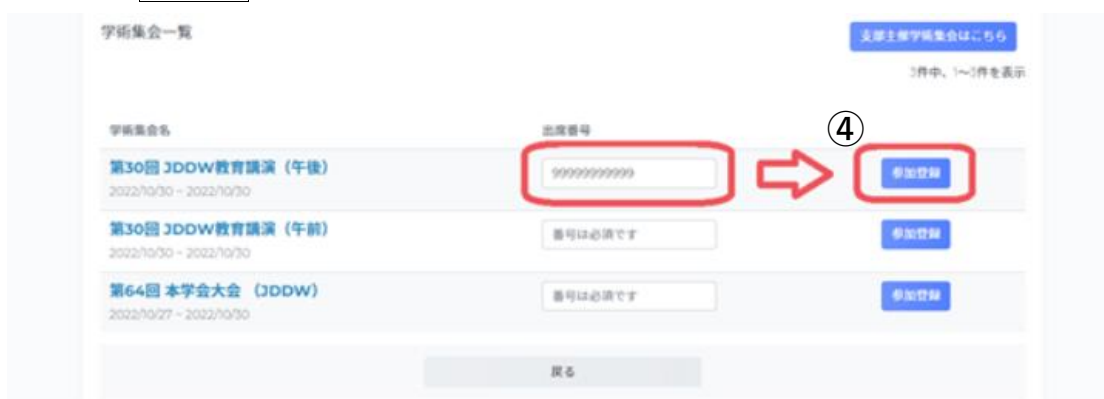 学術集会一覧
支部主催学術集会はこちら
3件中、1〜3件を表示
学術集会名 出席番号
④
第30回 JDDW教育講演（午後） 99999999999 参加登録
2022/10/30 ~ 2022/10/30
第30回 JDDW教育講演（午前） 番号は必須です 参加登録
2022/10/30 ~ 2022/10/30
第64回 本学会大会 （JDDW） 番号は必須です 参加登録
2022/10/27 ~ 2022/10/30
戻る